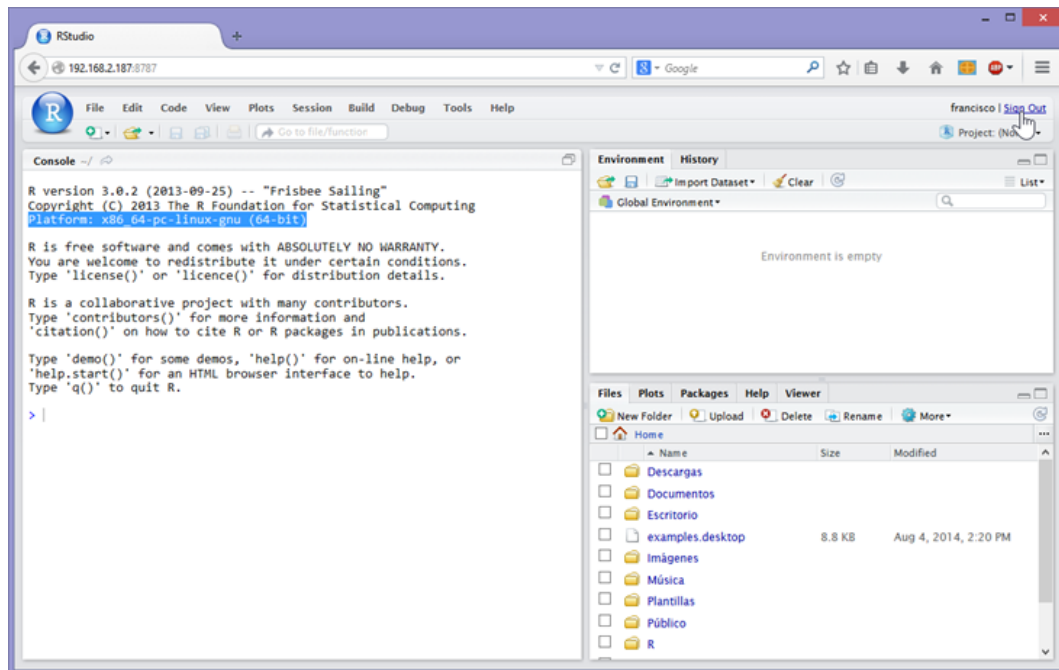 RStudio
192.168.2.187:8787
Google
ABP
R
File Edit Code View Plots Session Build Debug Tools Help
francisco | Sign Out
Go to file/function
Project:
Console ~/
R version 3.0.2 (2013-09-25) -- "Frisbee Sailing"
Copyright (C) 2013 The R Foundation for Statistical Computing
Platform: x86_64-pc-linux-gnu (64-bit)
R is free software and comes with ABSOLUTELY NO WARRANTY.
You are welcome to redistribute it under certain conditions.
Type 'license()' or 'licence()' for distribution details.
R is a collaborative project with many contributors.
Type 'contributors()' for more information and
'citation()' on how to cite R or R packages in publications.
Type 'demo()' for some demos, 'help()' for on-line help, or
'help.start()' for an HTML browser interface to help.
Type 'q()' to quit R.
>
Environment History
Import Dataset Clear
List
Global Environment
Environment is empty
Files Plots Packages Help Viewer
New Folder Upload Delete Rename More
Home
Name Size Modified
Descargas
Documentos
Escritorio
examples.desktop 8.8 KB Aug 4, 2014, 2:20 PM
Imágenes
Música
Plantillas
Público
R